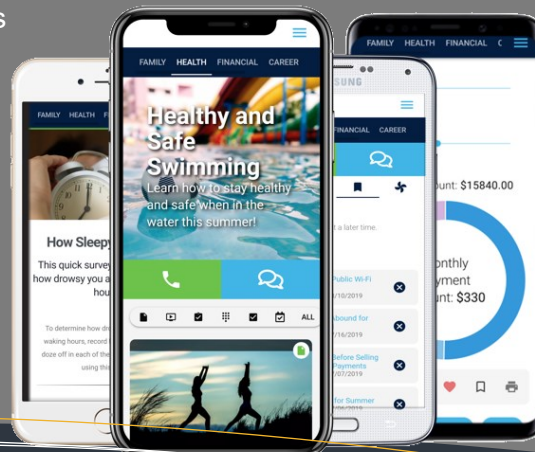 s
FAMILY HEALTH FINANCIAL CAREER
Healthy and
Safe
Swimming
Learn how to stay healthy
and safe when in the
water this summer!
ALL
FAMILY HEALTH
How Sleepy
This quick survey
how drowsy you a
hou
To determine how dro
waking hours, record
doze off in each of the
using this
SUNG
FINANCIAL CAREER
t a later time.
Public Wi-Fi
/10/2019
bound for
/16/2019
Before Selling
Payments
/07/2019
for Summer
FAMILY HEALTH FINANCIAL C
unt: $15840.00
onthly
yment
unt: $330